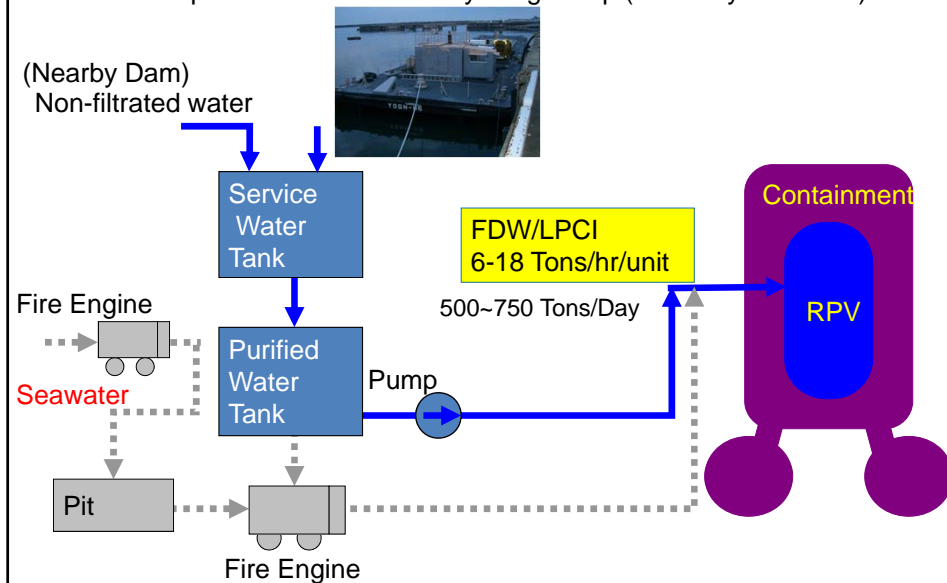 (Nearby Dam)
Non-filtrated water
Service
Water
Tank
Containment
FDW/LPCI
6-18 Tons/hr/unit
500~750 Tons/Day
RPV
Fire Engine
Seawater
Purified
Water
Tank
Pump
Pit
Fire Engine